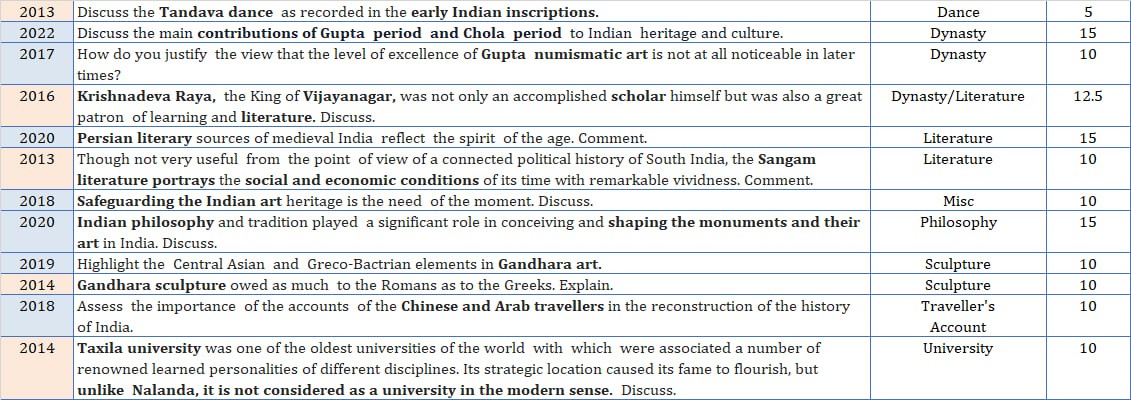 2013 Discuss the Tandava dance as recorded in the early Indian inscriptions. Dance 5
2022 Discuss the main contributions of Gupta period and Chola period to Indian heritage and culture. Dynasty 15
2017 How do you justify the view that the level of excellence of Gupta numismatic art is not at all noticeable in later Dynasty 10
times?
2016 Krishnadeva Raya, the King of Vijayanagar, was not only an accomplished scholar himself but was also a great Dynasty/Literature 12.5
patron of learning and literature. Discuss.
2020 Persian literary sources of medieval India reflect the spirit of the age. Comment. Literature 15
2013 Though not very useful from the point of view of a connected political history of South India, the Sangam Literature 10
literature portrays the social and economic conditions of its time with remarkable vividness. Comment.
2018 Safeguarding the Indian art heritage is the need of the moment. Discuss. Misc 10
2020 Indian philosophy and tradition played a significant role in conceiving and shaping the monuments and their Philosophy 15
art in India. Discuss.
2019 Highlight the Central Asian and Greco-Bactrian elements in Gandhara art. Sculpture 10
2014 Gandhara sculpture owed as much to the Romans as to the Greeks. Explain. Sculpture 10
2018 Assess the importance of the accounts of the Chinese and Arab travellers in the reconstruction of the history Traveller's 10
of India. Account
2014 Taxila university was one of the oldest universities of the world with which were associated a number of University 10
renowned learned personalities of different disciplines. Its strategic location caused its fame to flourish, but
unlike Nalanda, it is not considered as a university in the modern sense. Discuss.